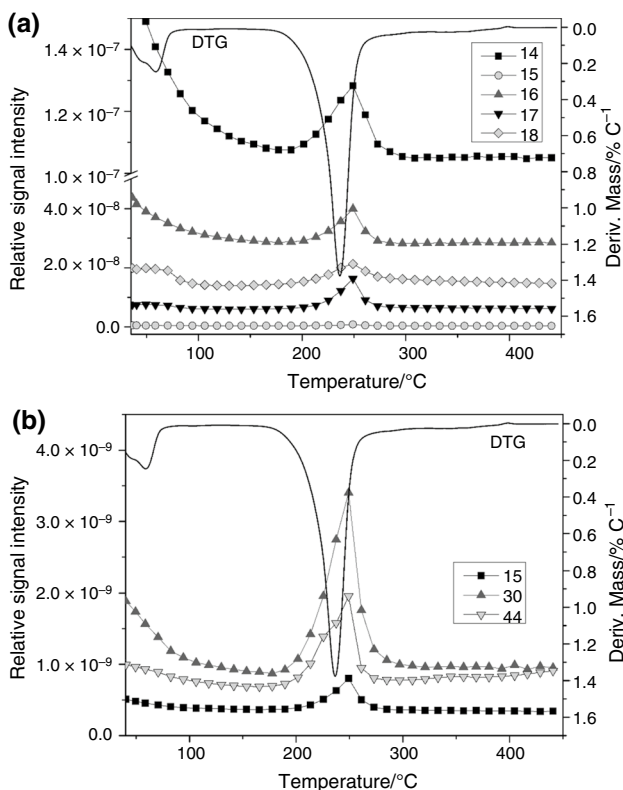 (a)
DTG
14
15
16
17
18
1.4 × 10⁻⁷
1.2 × 10⁻⁷
1.0 × 10⁻⁷
4.0 × 10⁻⁸
2.0 × 10⁻⁸
0.0
Relative signal intensity
0.0
0.2
0.4
0.6
0.8
1.0
1.2
1.4
1.6
Deriv. Mass/% C⁻¹
100 200 300 400
Temperature/°C
(b)
DTG
15
30
44
4.0 × 10⁻⁹
3.0 × 10⁻⁹
2.0 × 10⁻⁹
1.0 × 10⁻⁹
0.0
Relative signal intensity
0.0
0.2
0.4
0.6
0.8
1.0
1.2
1.4
1.6
Deriv. Mass/% C⁻¹
100 200 300 400
Temperature/°C